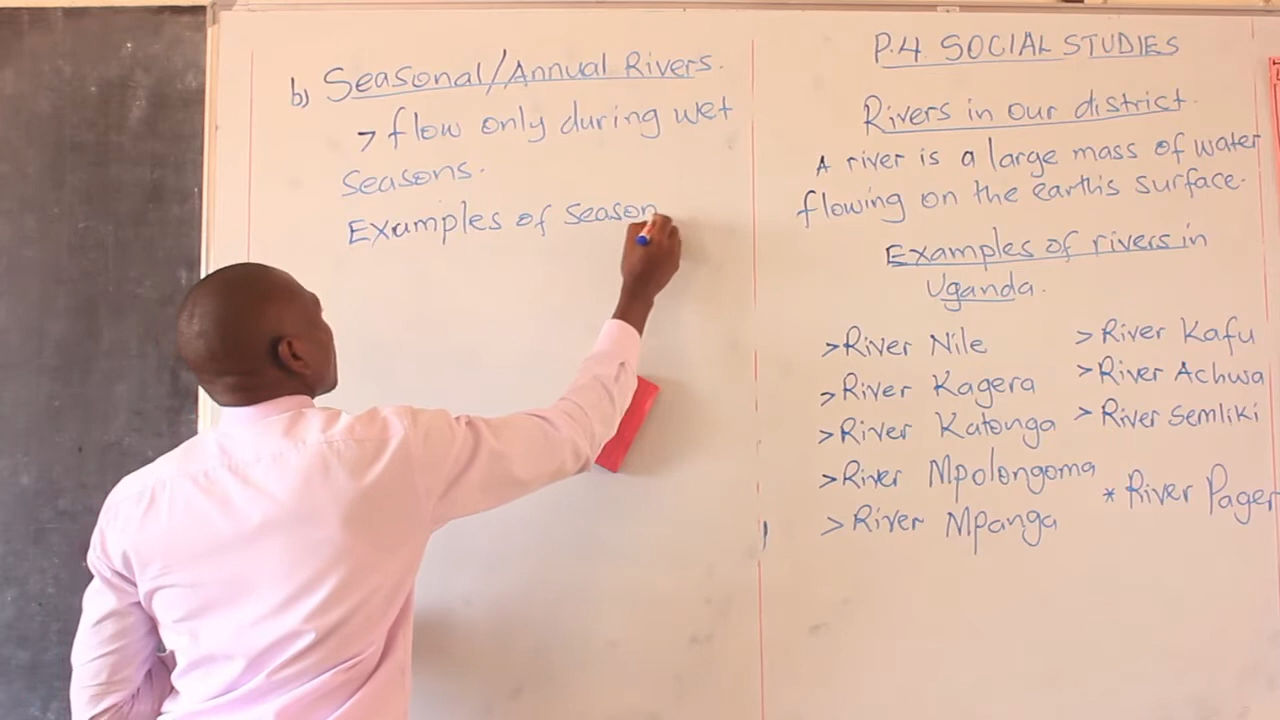 b) Seasonal/Annual Rivers.
> flow only during wet
seasons.
Examples of season
P.4 SOCIAL STUDIES
Rivers in our district.
A river is a large mass of water
flowing on the earth's surface.
Examples of rivers in
Uganda.
> River Nile
> River Kagera
> River Katonga
> River Mpolongoma
> River Mpanga
> River Kafu
> River Achwa
> River Semliki
* River Pager